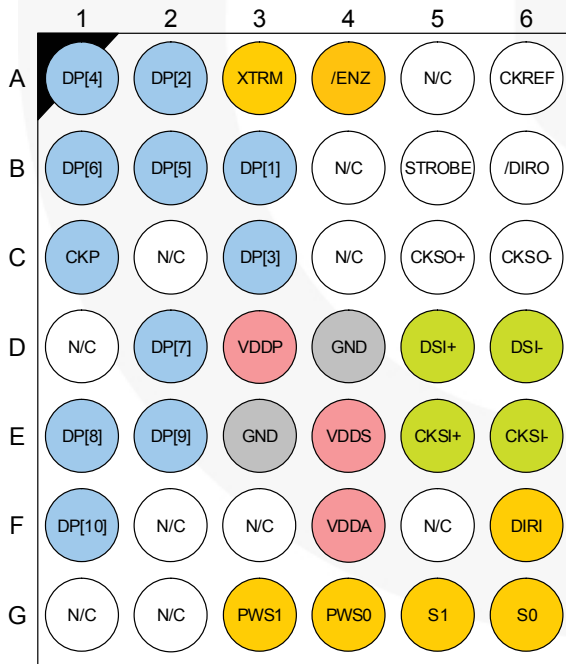 1 2 3 4 5 6
A DP[4] DP[2] XTRM /ENZ N/C CKREF
B DP[6] DP[5] DP[1] N/C STROBE /DIRO
C CKP N/C DP[3] N/C CKSO+ CKSO-
D N/C DP[7] VDDP GND DSI+ DSI-
E DP[8] DP[9] GND VDDS CKSI+ CKSI-
F DP[10] N/C N/C VDDA N/C DIRI
G N/C N/C PWS1 PWS0 S1 S0